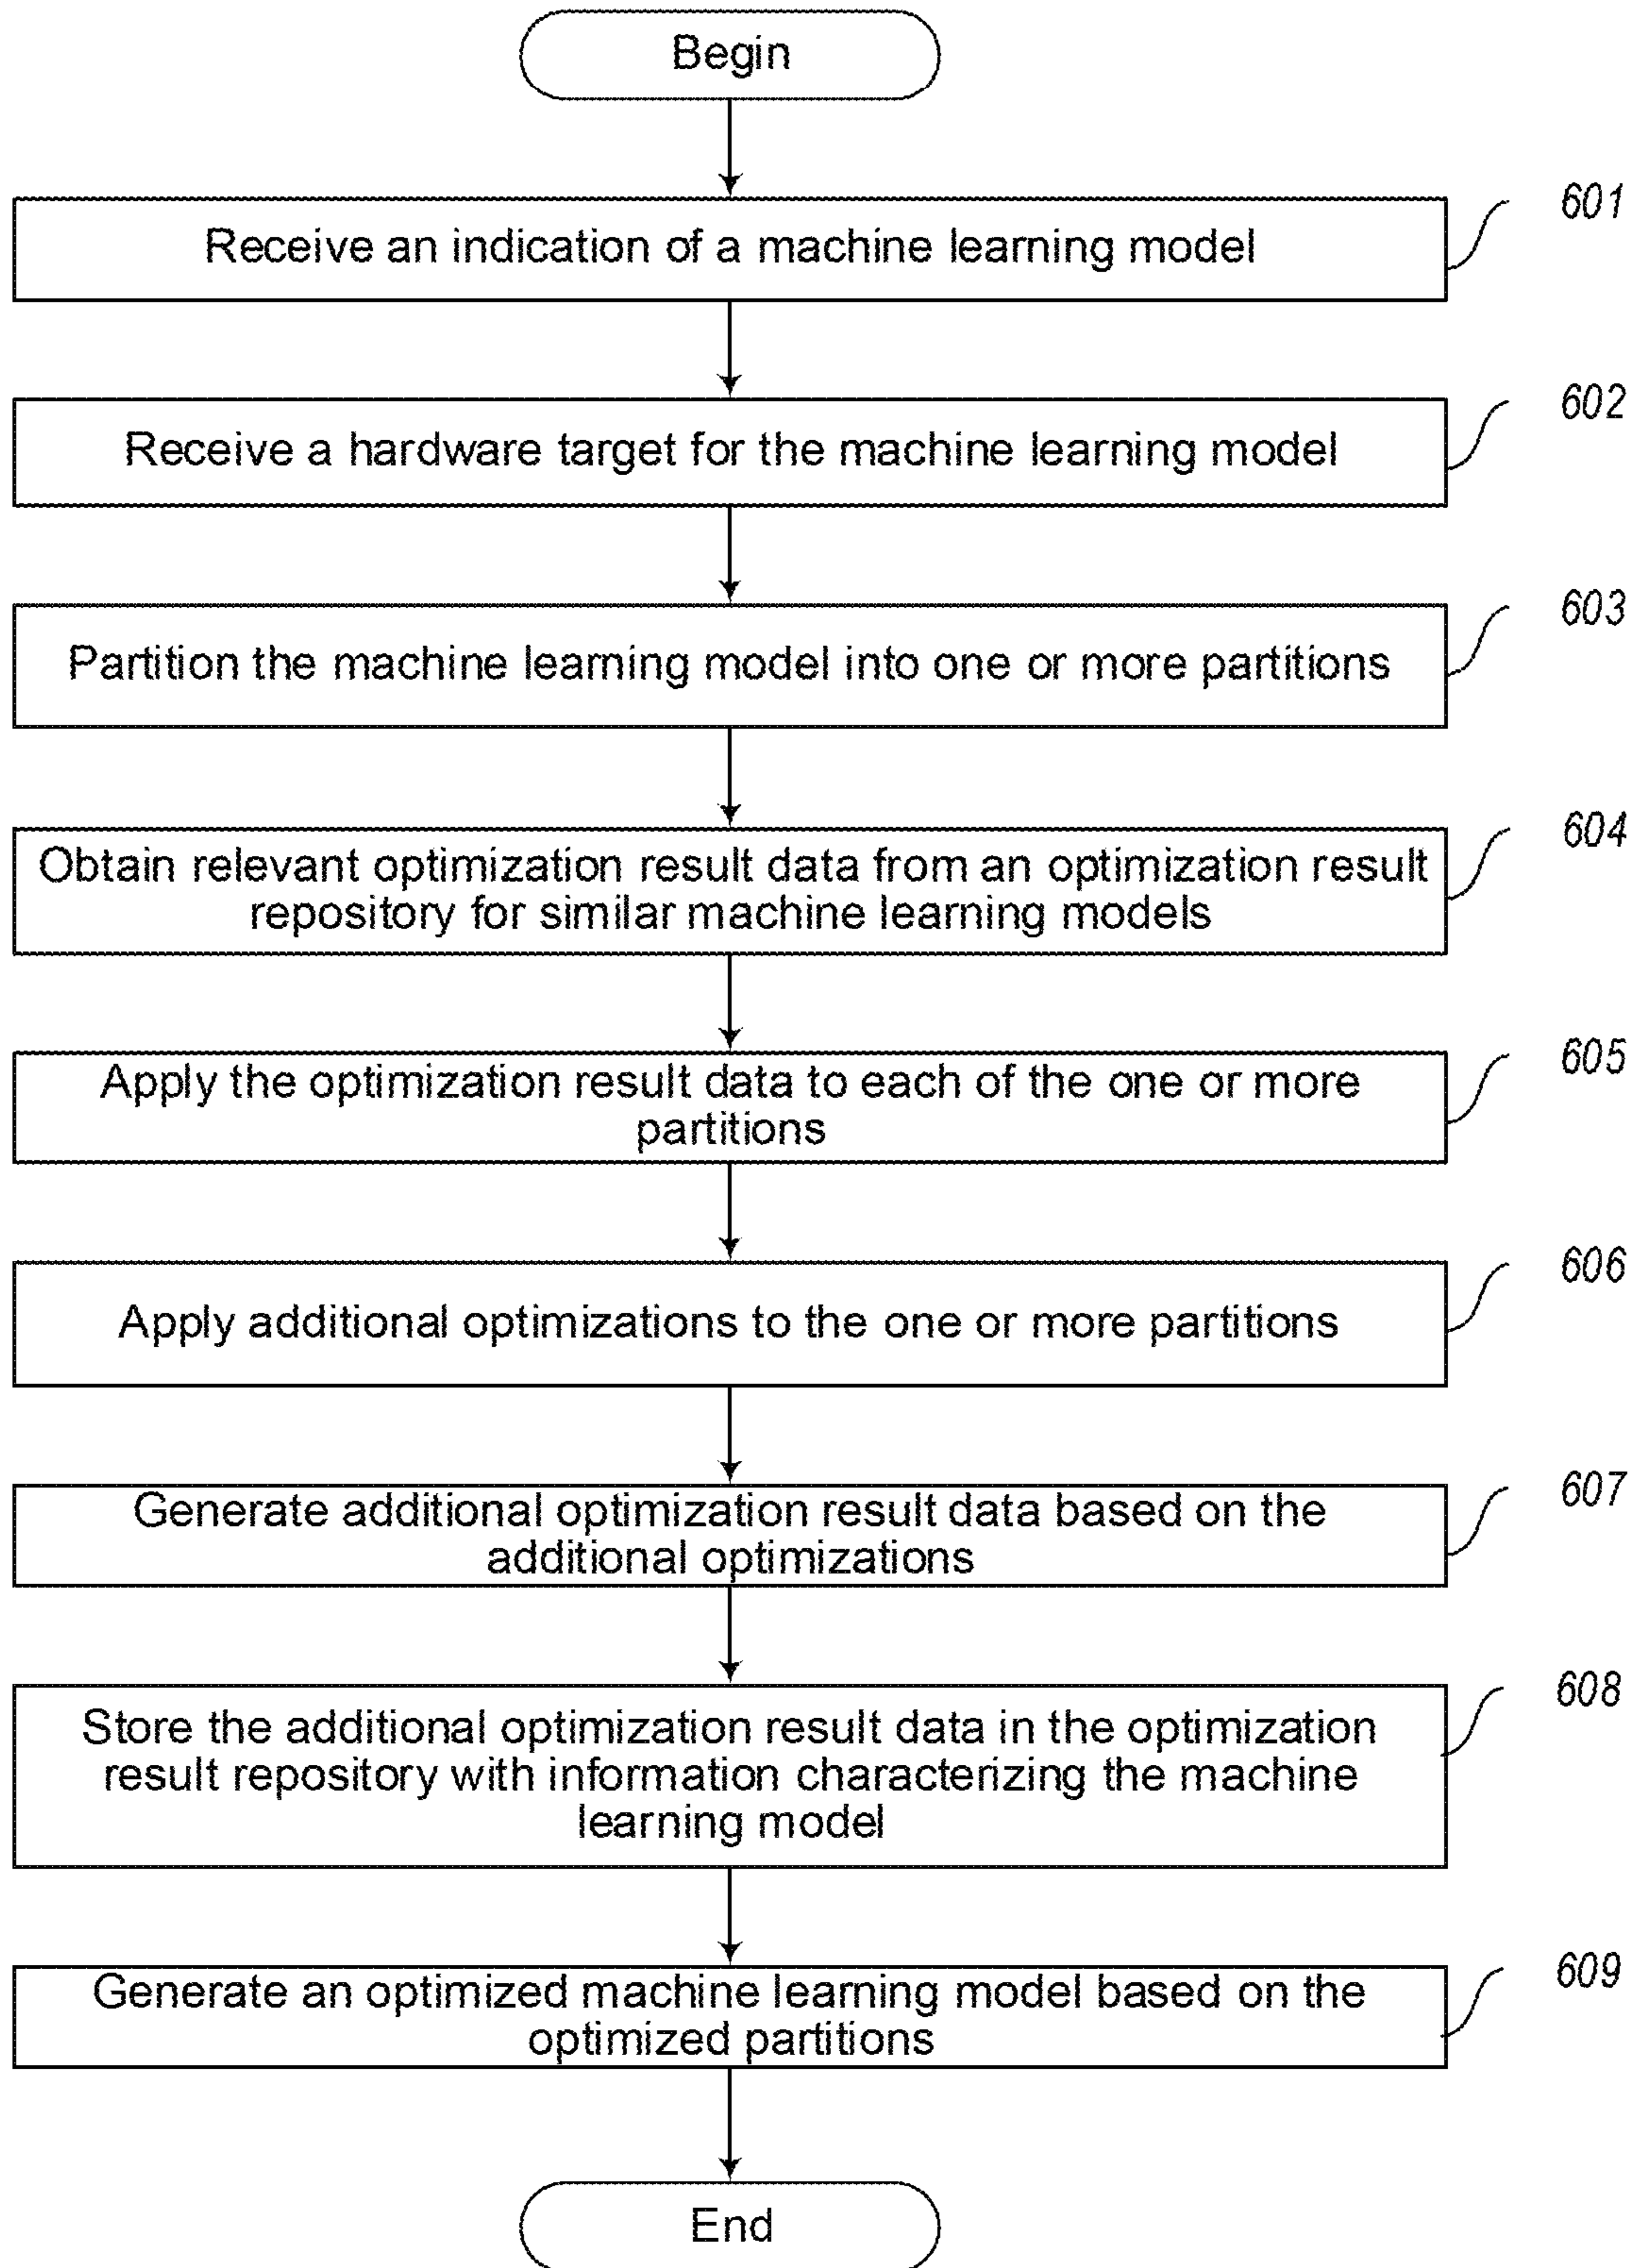 Begin
601
Receive an indication of a machine learning model
602
Receive a hardware target for the machine learning model
603
Partition the machine learning model into one or more partitions
604
Obtain relevant optimization result data from an optimization result
repository for similar machine learning models
605
Apply the optimization result data to each of the one or more
partitions
606
Apply additional optimizations to the one or more partitions
607
Generate additional optimization result data based on the
additional optimizations
608
Store the additional optimization result data in the optimization
result repository with information characterizing the machine
learning model
609
Generate an optimized machine learning model based on the
optimized partitions
End